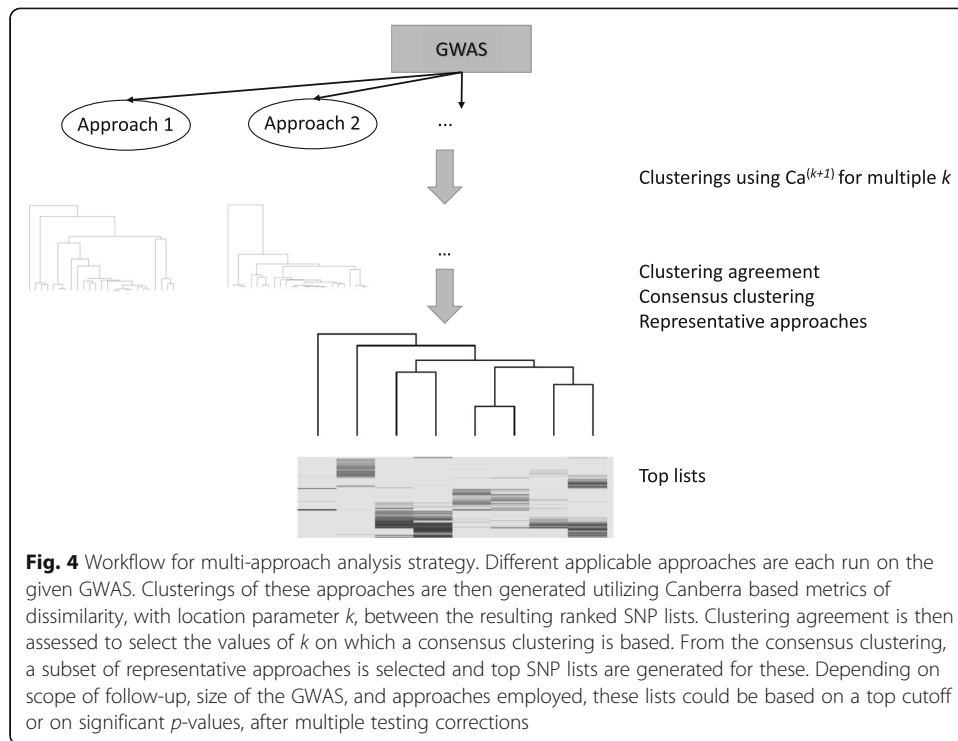 GWAS
Approach 1
Approach 2
...
Clusterings using Ca(k+1) for multiple k
...
Clustering agreement
Consensus clustering
Representative approaches
Top lists
Fig. 4 Workflow for multi-approach analysis strategy. Different applicable approaches are each run on the
given GWAS. Clusterings of these approaches are then generated utilizing Canberra based metrics of
dissimilarity, with location parameter k, between the resulting ranked SNP lists. Clustering agreement is then
assessed to select the values of k on which a consensus clustering is based. From the consensus clustering,
a subset of representative approaches is selected and top SNP lists are generated for these. Depending on
scope of follow-up, size of the GWAS, and approaches employed, these lists could be based on a top cutoff
or on significant p-values, after multiple testing corrections